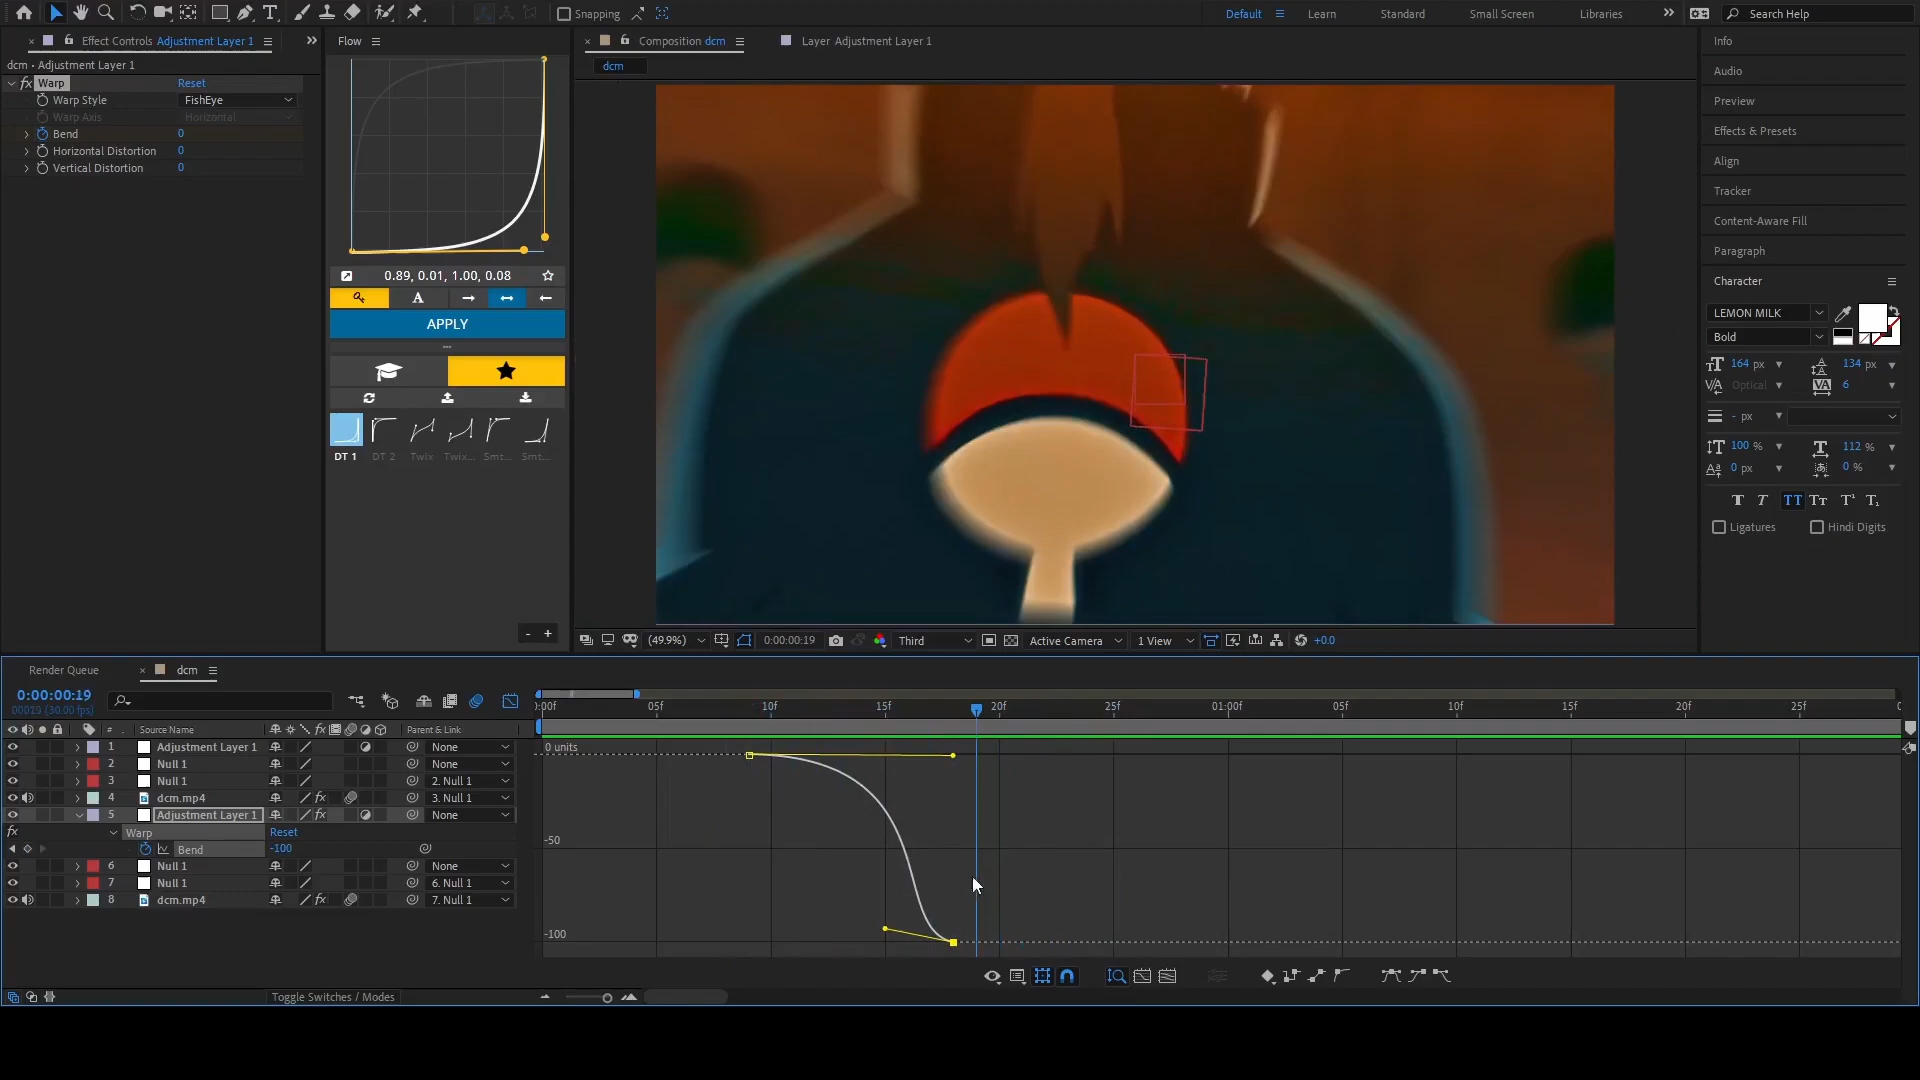 Snapping
Default
Learn
Standard
Small Screen
Libraries
Search Help
Effect Controls Adjustment Layer 1
Flow
Composition dcm
Layer Adjustment Layer 1
Info
dcm • Adjustment Layer 1
dcm
Audio
fx Warp
Reset
Warp Style
FishEye
Warp Axis
Horizontal
Bend
0
Horizontal Distortion
0
Vertical Distortion
0
Preview
Effects & Presets
Align
Tracker
Content-Aware Fill
Paragraph
Character
0.89, 0.01, 1.00, 0.08
A
APPLY
LEMON MILK
Bold
164 px
134 px
Optical
6
- px
DT 1
DT 2
Twix
Twix...
Smt...
Smt...
100 %
112 %
0 px
0 %
T T TT Tr T¹ T₁
Ligatures
Hindi Digits
- +
(49.9%)
0:00:00:19
Third
Active Camera
1 View
+0.0
Render Queue
dcm
0:00:00:19
00019 (30.00 fps)
:00f
05f
10f
15f
20f
25f
01:00f
05f
10f
15f
20f
25f
#
Source Name
Parent & Link
1
Adjustment Layer 1
None
0 units
2
Null 1
None
3
Null 1
2. Null 1
4
dcm.mp4
fx
3. Null 1
5
Adjustment Layer 1
fx
None
fx
Warp
Reset
Bend
-100
-50
6
Null 1
None
7
Null 1
6. Null 1
8
dcm.mp4
fx
7. Null 1
-100
Toggle Switches / Modes